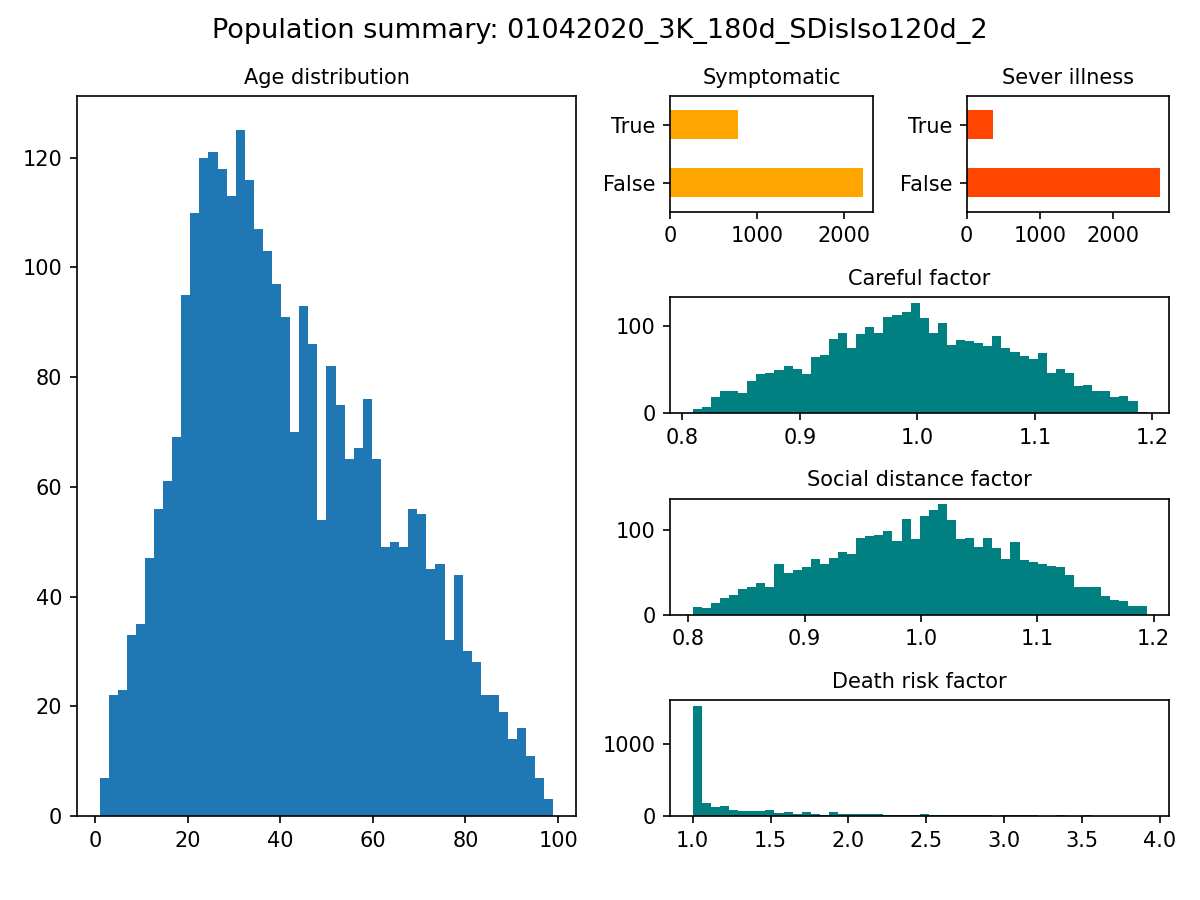 Population summary: 01042020_3K_180d_SDisIso120d_2
Age distribution
120
100
80
60
40
20
0
0 20 40 60 80 100
Symptomatic
True
False
0 1000 2000
Sever illness
True
False
0 1000 2000
Careful factor
100
0
0.8 0.9 1.0 1.1 1.2
Social distance factor
100
0
0.8 0.9 1.0 1.1 1.2
Death risk factor
1000
0
1.0 1.5 2.0 2.5 3.0 3.5 4.0